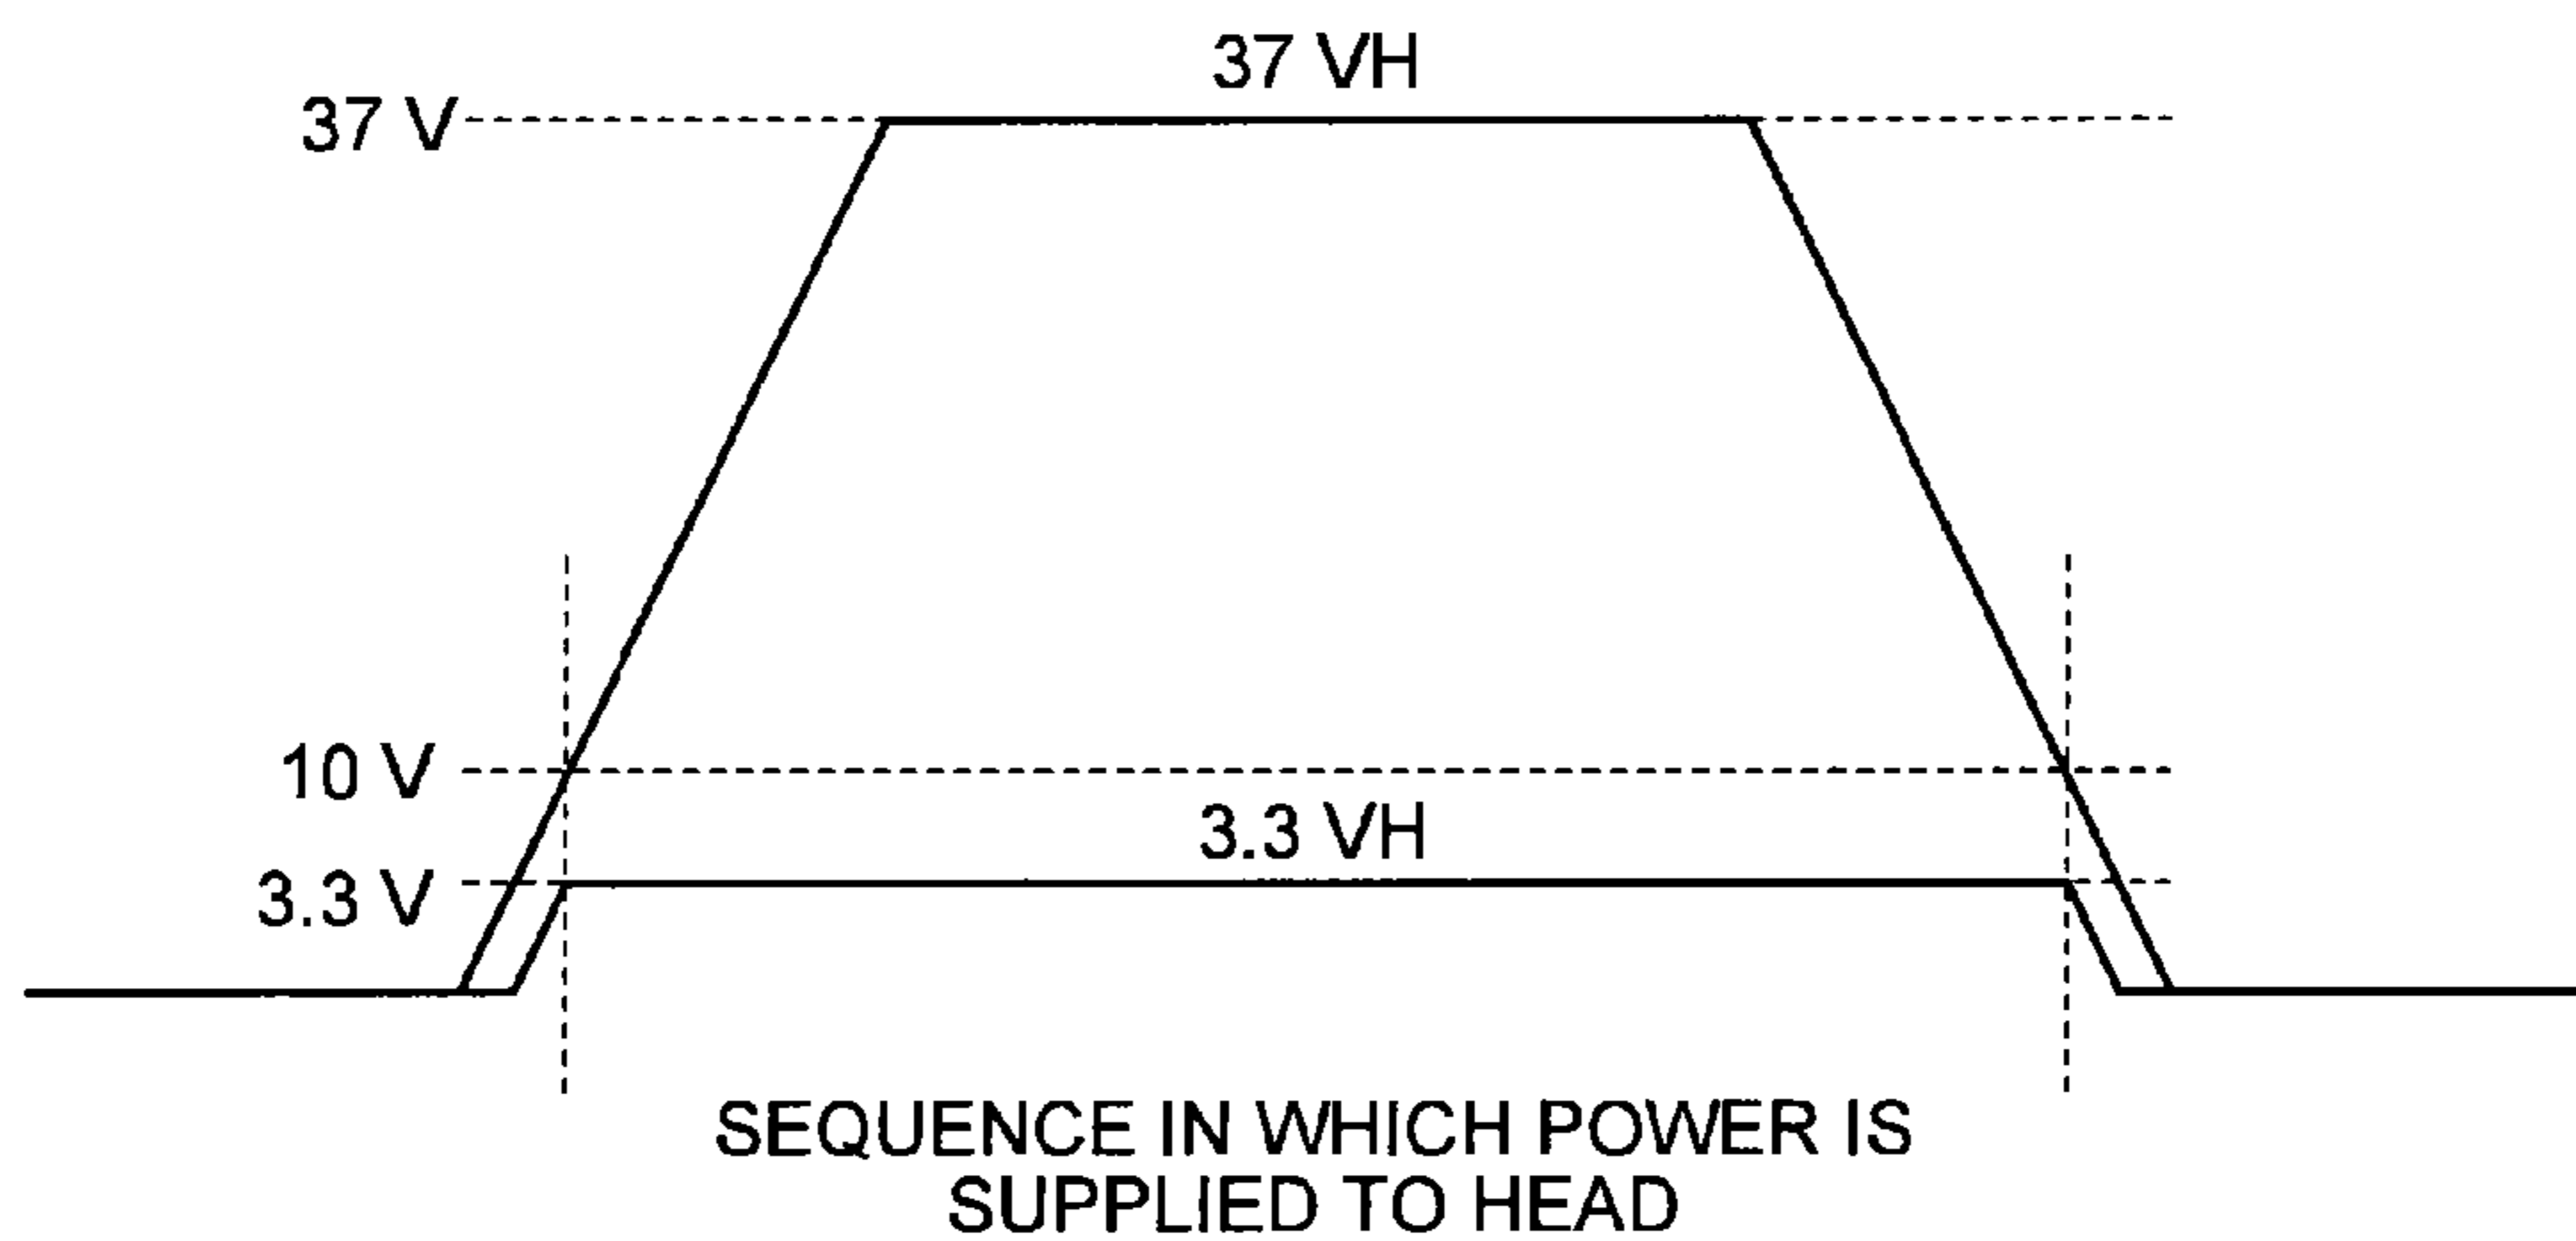 37 VH
37 V
10 V
3.3 VH
3.3 V
SEQUENCE IN WHICH POWER IS
SUPPLIED TO HEAD